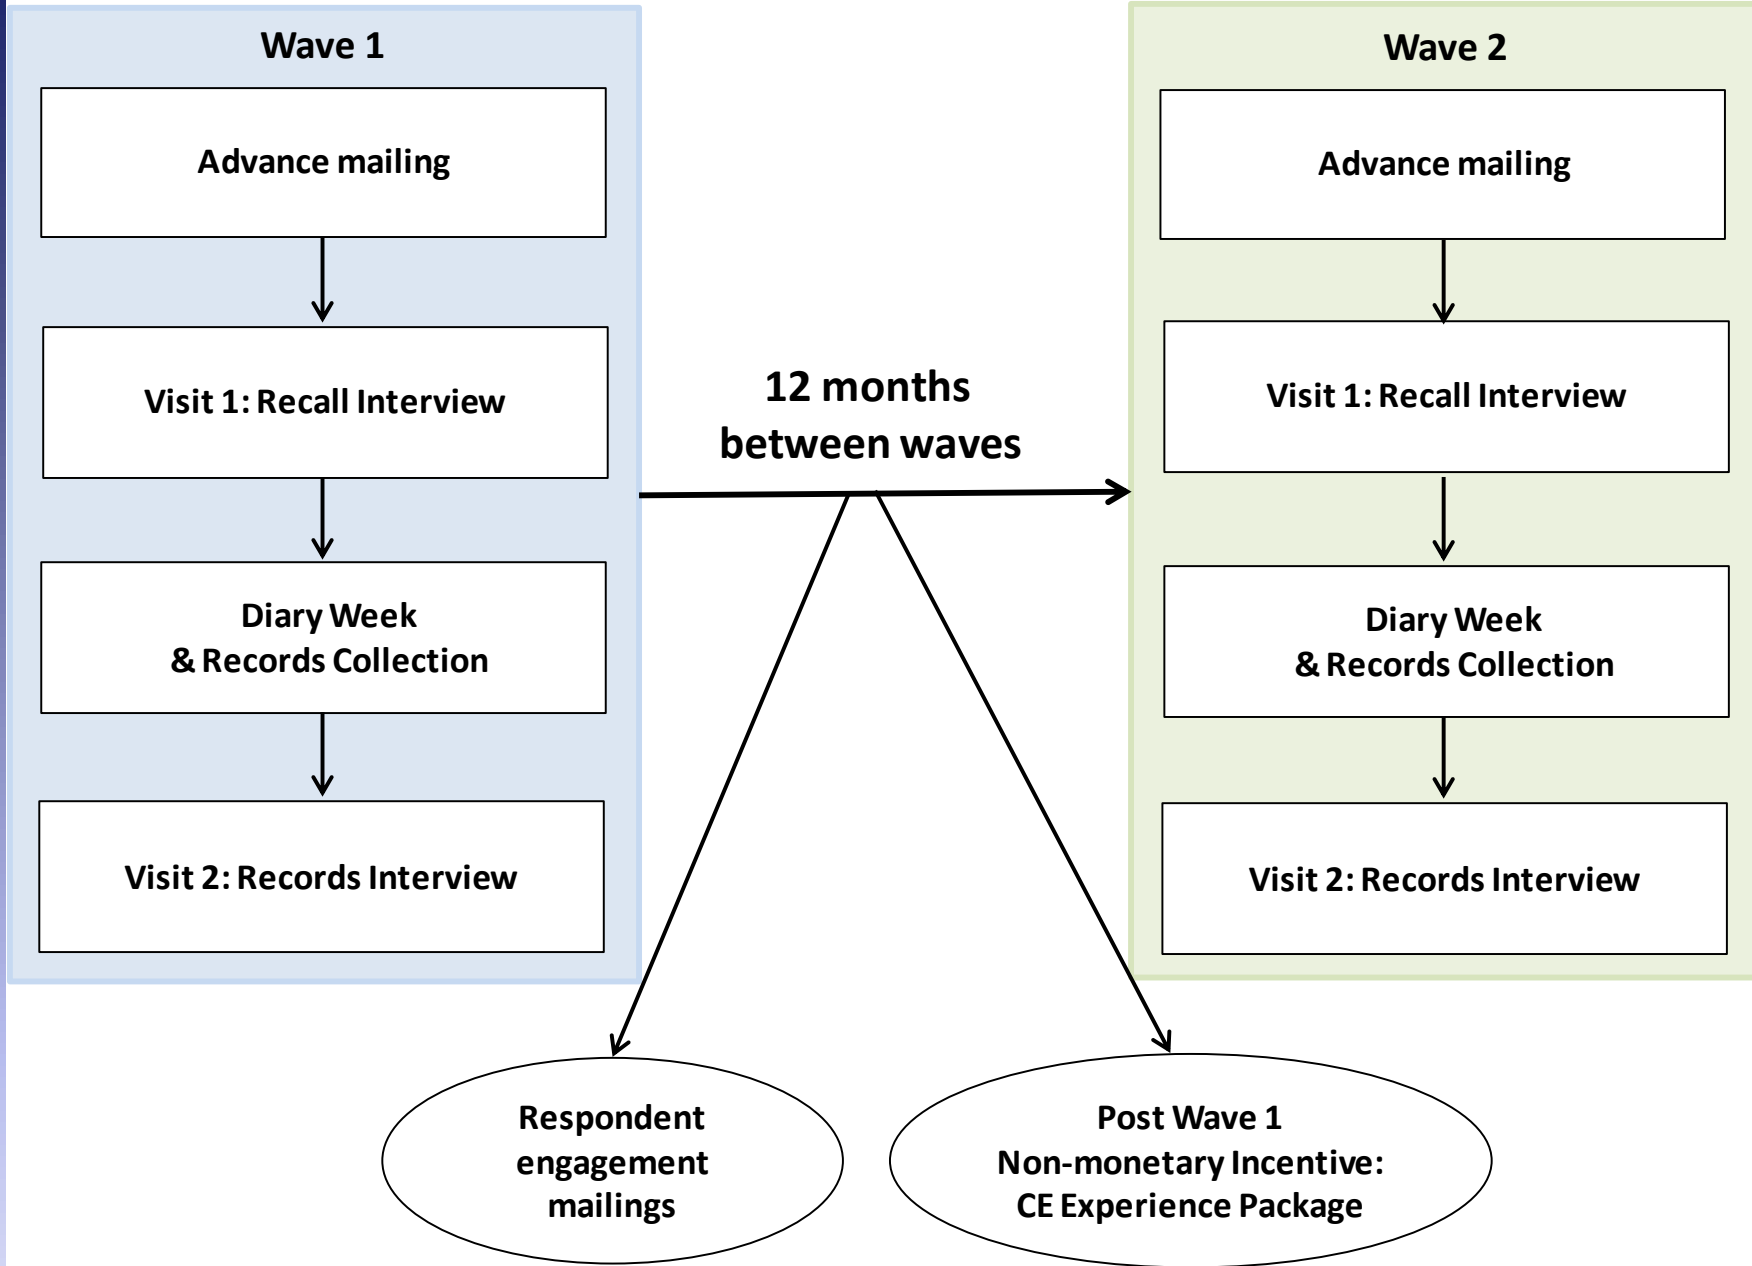 Wave 1
Advance mailing
Visit 1: Recall Interview
Diary Week
& Records Collection
Visit 2: Records Interview
12 months
between waves
Wave 2
Advance mailing
Visit 1: Recall Interview
Diary Week
& Records Collection
Visit 2: Records Interview
Respondent
engagement
mailings
Post Wave 1
Non-monetary Incentive:
CE Experience Package